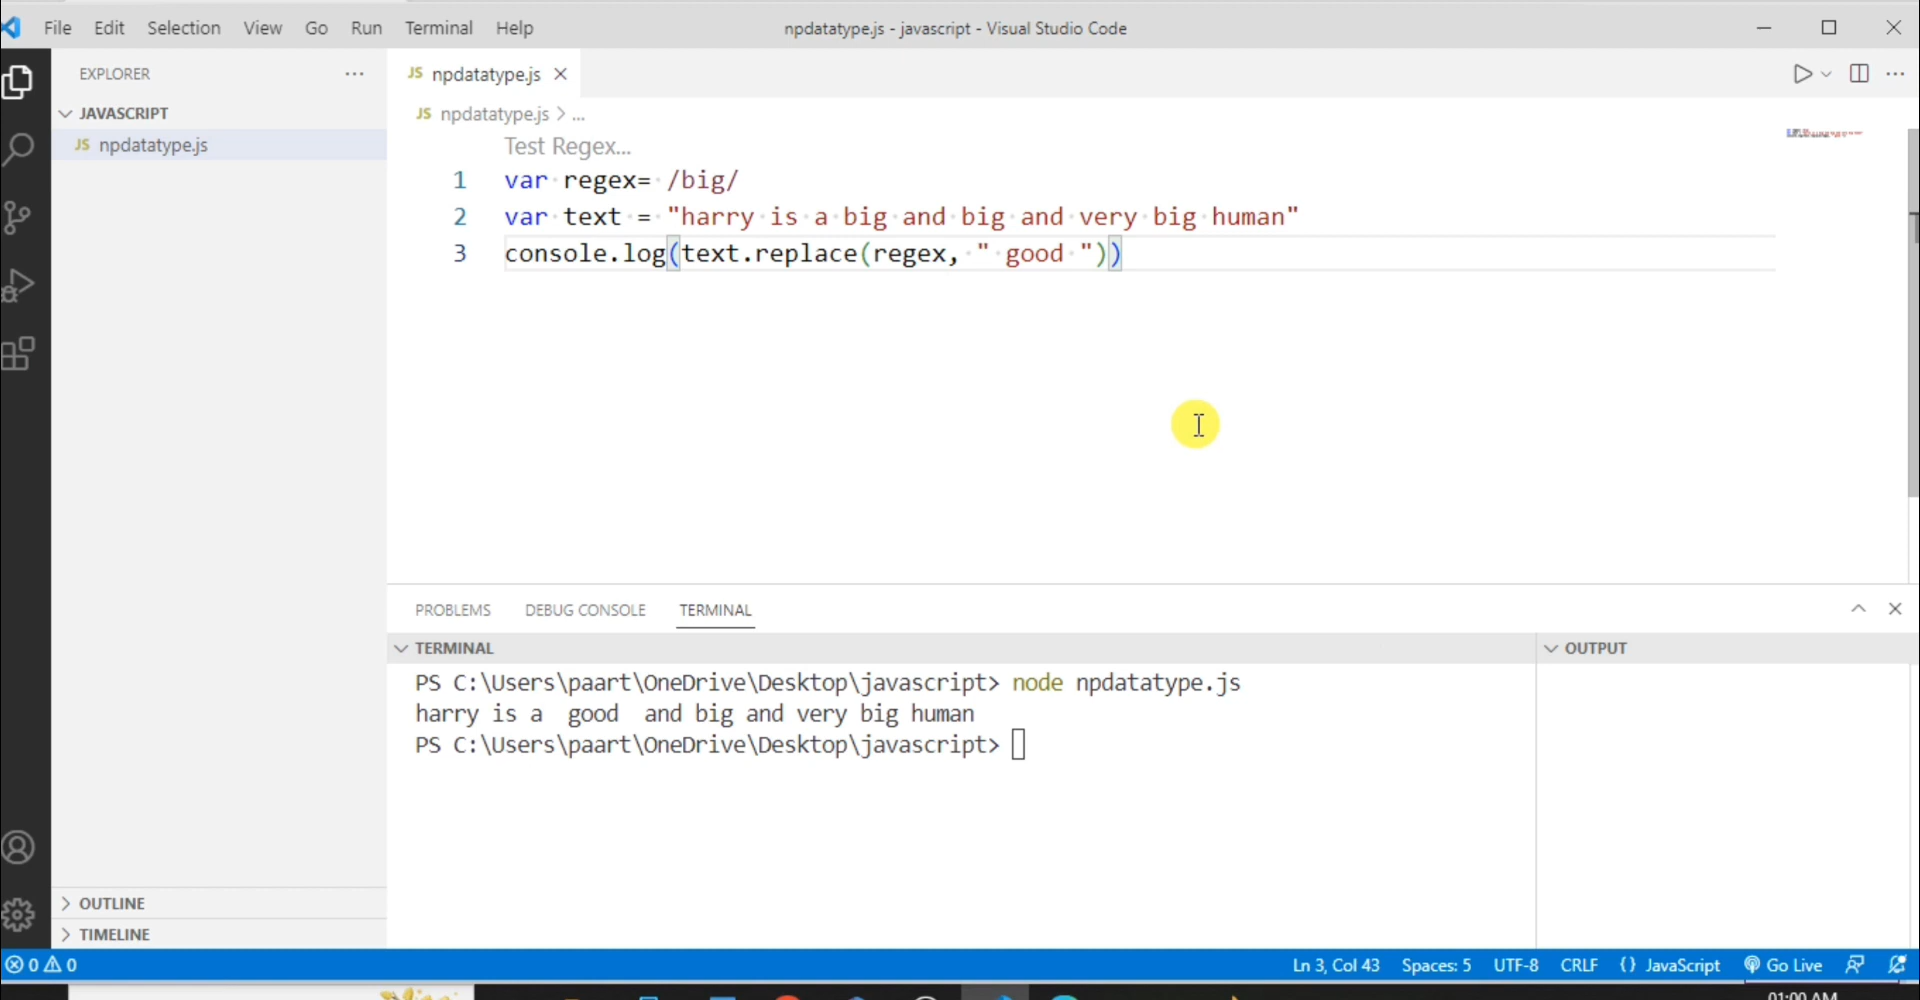 File Edit Selection View Go Run Terminal Help
npdatatype.js - javascript - Visual Studio Code
EXPLORER
JAVASCRIPT
JS npdatatype.js
JS npdatatype.js
JS npdatatype.js > ...
Test Regex...
1 var regex= /big/
2 var text = "harry is a big and big and very big human"
3 console.log(text.replace(regex, " good "))
PROBLEMS DEBUG CONSOLE TERMINAL
TERMINAL
OUTPUT
PS C:\Users\paart\OneDrive\Desktop\javascript> node npdatatype.js
harry is a  good  and big and very big human
PS C:\Users\paart\OneDrive\Desktop\javascript>
OUTLINE
TIMELINE
0 0
Ln 3, Col 43 Spaces: 5 UTF-8 CRLF {} JavaScript Go Live
01:00 AM